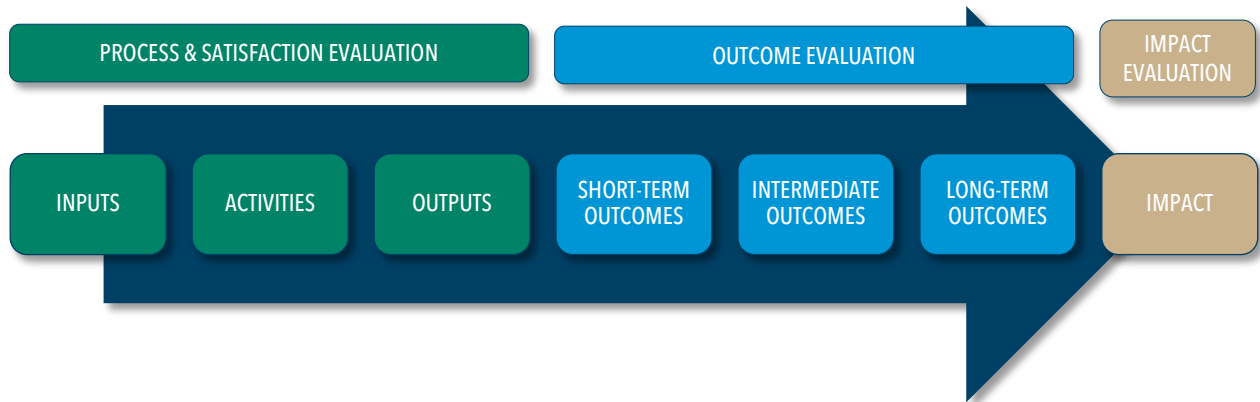 PROCESS & SATISFACTION EVALUATION
OUTCOME EVALUATION
IMPACT
EVALUATION
INPUTS
ACTIVITIES
OUTPUTS
SHORT-TERM
OUTCOMES
INTERMEDIATE
OUTCOMES
LONG-TERM
OUTCOMES
IMPACT